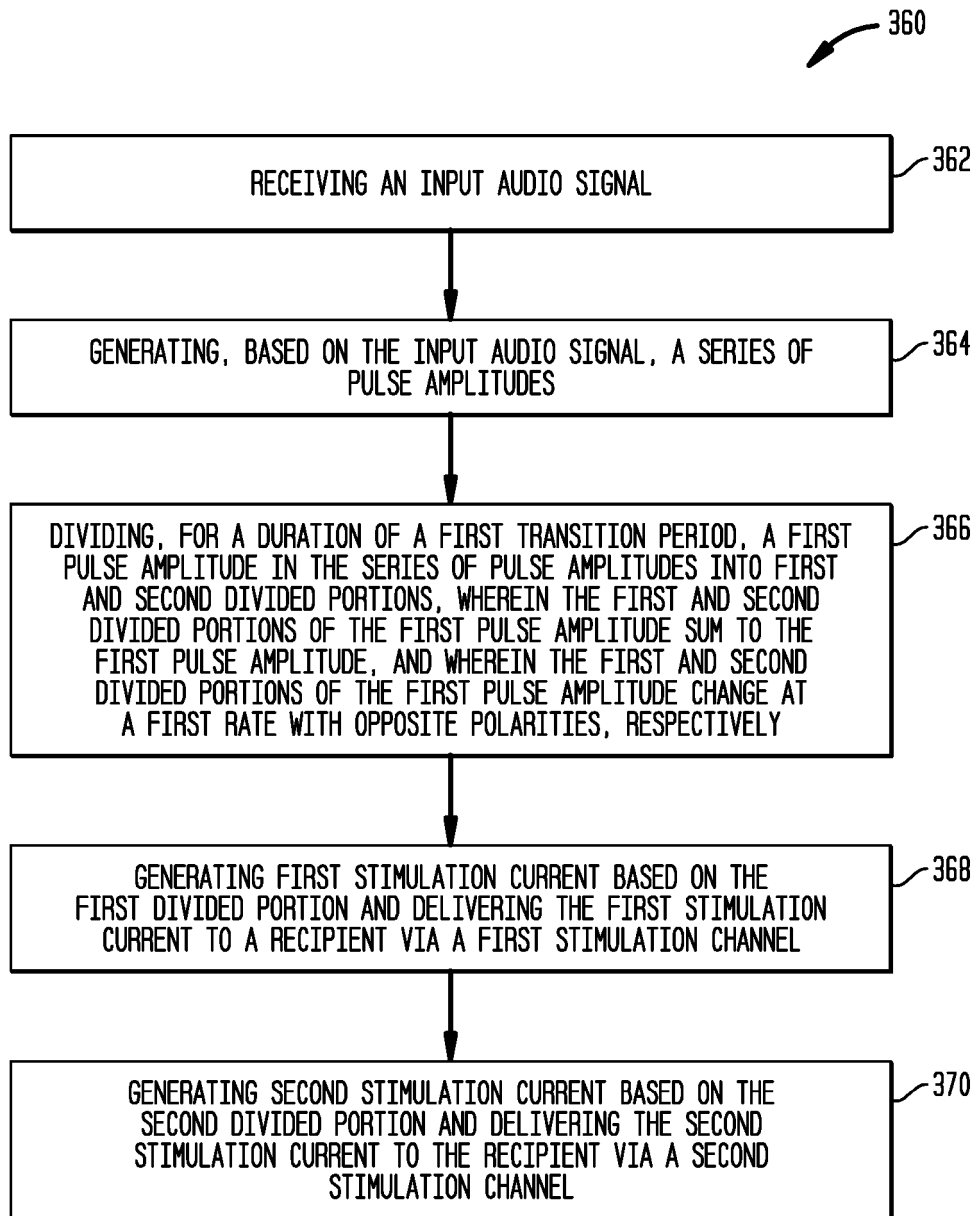 360
RECEIVING AN INPUT AUDIO SIGNAL
362
GENERATING, BASED ON THE INPUT AUDIO SIGNAL, A SERIES OF
PULSE AMPLITUDES
364
DIVIDING, FOR A DURATION OF A FIRST TRANSITION PERIOD, A FIRST
PULSE AMPLITUDE IN THE SERIES OF PULSE AMPLITUDES INTO FIRST
AND SECOND DIVIDED PORTIONS, WHEREIN THE FIRST AND SECOND
DIVIDED PORTIONS OF THE FIRST PULSE AMPLITUDE SUM TO THE
FIRST PULSE AMPLITUDE, AND WHEREIN THE FIRST AND SECOND
DIVIDED PORTIONS OF THE FIRST PULSE AMPLITUDE CHANGE AT
A FIRST RATE WITH OPPOSITE POLARITIES, RESPECTIVELY
366
GENERATING FIRST STIMULATION CURRENT BASED ON THE
FIRST DIVIDED PORTION AND DELIVERING THE FIRST STIMULATION
CURRENT TO A RECIPIENT VIA A FIRST STIMULATION CHANNEL
368
GENERATING SECOND STIMULATION CURRENT BASED ON THE
SECOND DIVIDED PORTION AND DELIVERING THE SECOND
STIMULATION CURRENT TO THE RECIPIENT VIA A SECOND
STIMULATION CHANNEL
370